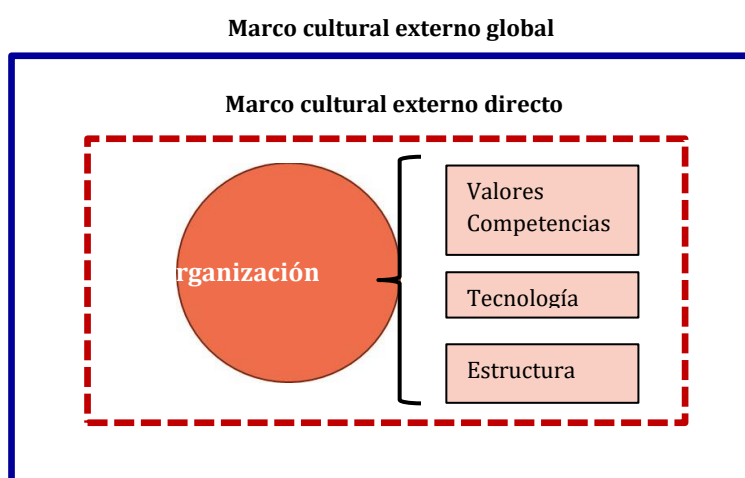 Marco cultural externo global
Marco cultural externo directo
rganización
Valores
Competencias
Tecnología
Estructura